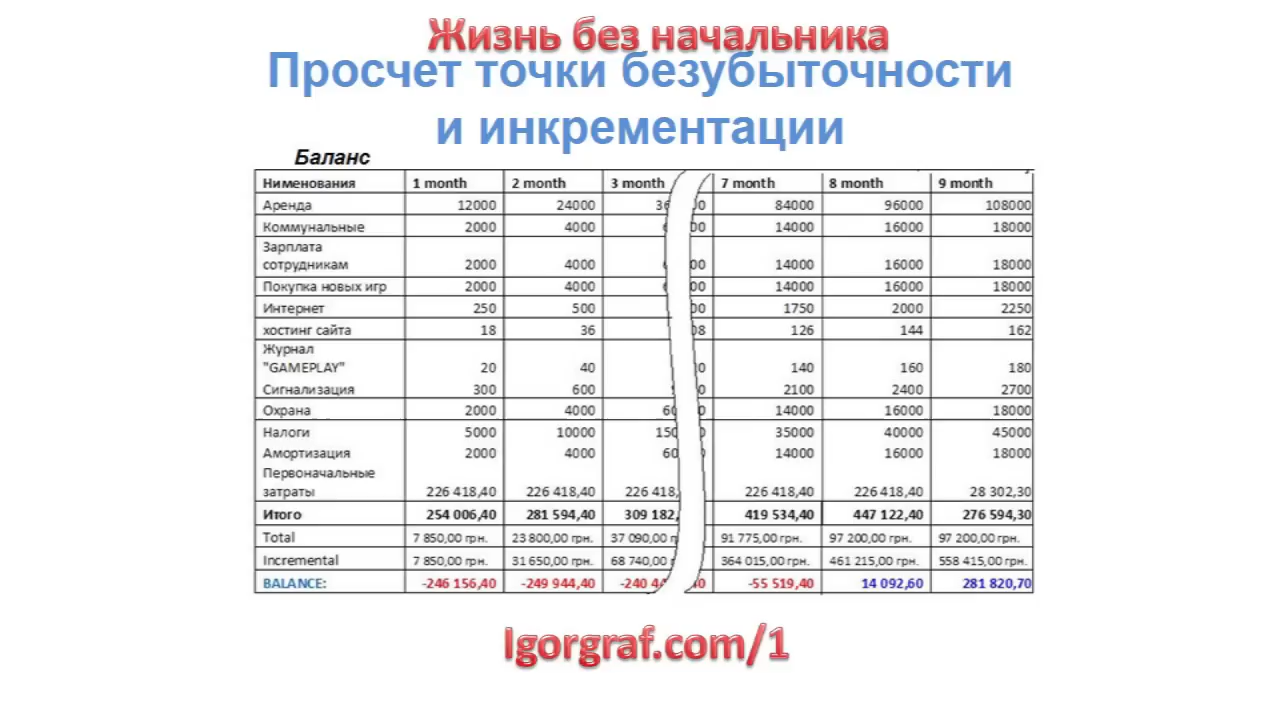 Жизнь без начальника
Просчет точки безубыточности
и инкрементации
Баланс
Нименования 1 month 2 month 3 month 7 month 8 month 9 month
Аренда 12000 24000 84000 96000 108000
Коммунальные 2000 4000 14000 16000 18000
Зарплата
сотрудникам 2000 4000 14000 16000 18000
Покупка новых игр 2000 4000 14000 16000 18000
Интернет 250 500 1750 2000 2250
хостинг сайта 18 36 126 144 162
Журнал
"GAMEPLAY" 20 40 140 160 180
Сигнализация 300 600 2100 2400 2700
Охрана 2000 4000 14000 16000 18000
Налоги 5000 10000 35000 40000 45000
Амортизация 2000 4000 14000 16000 18000
Первоначальные
затраты 226 418,40 226 418,40 226 418, 226 418,40 226 418,40 28 302,30
Итого 254 006,40 281 594,40 309 182, 419 534,40 447 122,40 276 594,30
Total 7 850,00 грн. 23 800,00 грн. 37 090,00 91 775,00 грн. 97 200,00 грн. 97 200,00 грн.
Incremental 7 850,00 грн. 31 650,00 грн. 68 740,00 364 015,00 грн. 461 215,00 грн. 558 415,00 грн.
BALANCE: -246 156,40 -249 944,40 -240 44 -55 519,40 14 092,60 281 820,70
Igorgraf.com/1